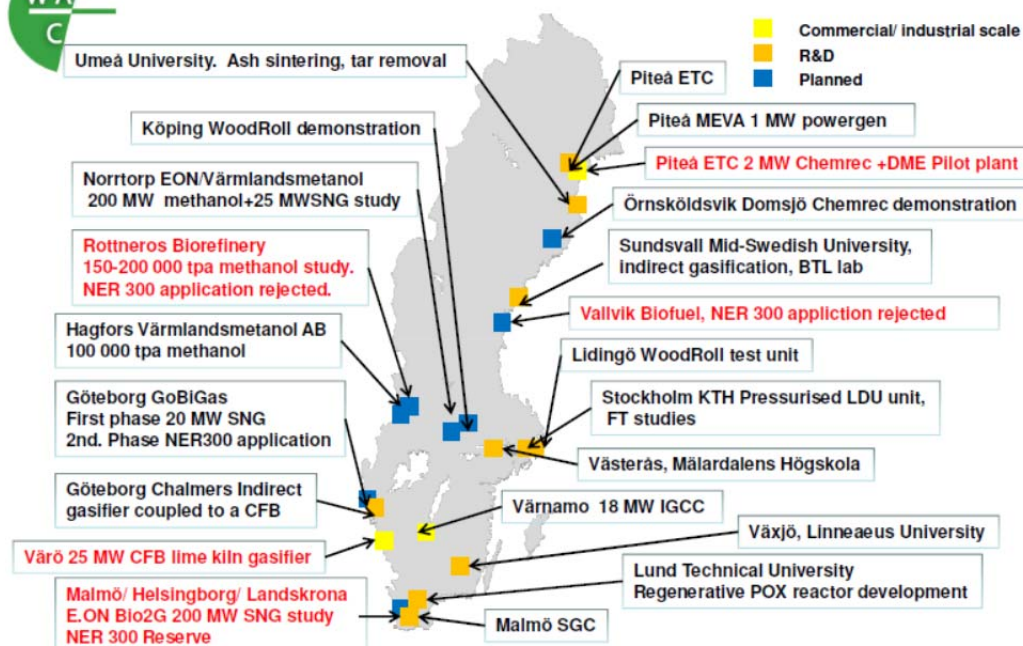 C
Commercial/ industrial scale
R&D
Planned
Umeå University. Ash sintering, tar removal
Piteå ETC
Köping WoodRoll demonstration
Piteå MEVA 1 MW powergen
Piteå ETC 2 MW Chemrec +DME Pilot plant
Norrtorp EON/Värmlandsmetanol
200 MW methanol+25 MWSNG study
Örnsköldsvik Domsjö Chemrec demonstration
Rottneros Biorefinery
150-200 000 tpa methanol study.
NER 300 application rejected.
Sundsvall Mid-Swedish University,
indirect gasification, BTL lab
Vallvik Biofuel, NER 300 appliction rejected
Hagfors Värmlandsmetanol AB
100 000 tpa methanol
Lidingö WoodRoll test unit
Göteborg GoBiGas
First phase 20 MW SNG
2nd. Phase NER300 application
Stockholm KTH Pressurised LDU unit,
FT studies
Västerås, Mälardalens Högskola
Göteborg Chalmers Indirect
gasifier coupled to a CFB
Värnamo 18 MW IGCC
Växjö, Linneaeus University
Värö 25 MW CFB lime kiln gasifier
Lund Technical University
Regenerative POX reactor development
Malmö/ Helsingborg/ Landskrona
E.ON Bio2G 200 MW SNG study
NER 300 Reserve
Malmö SGC